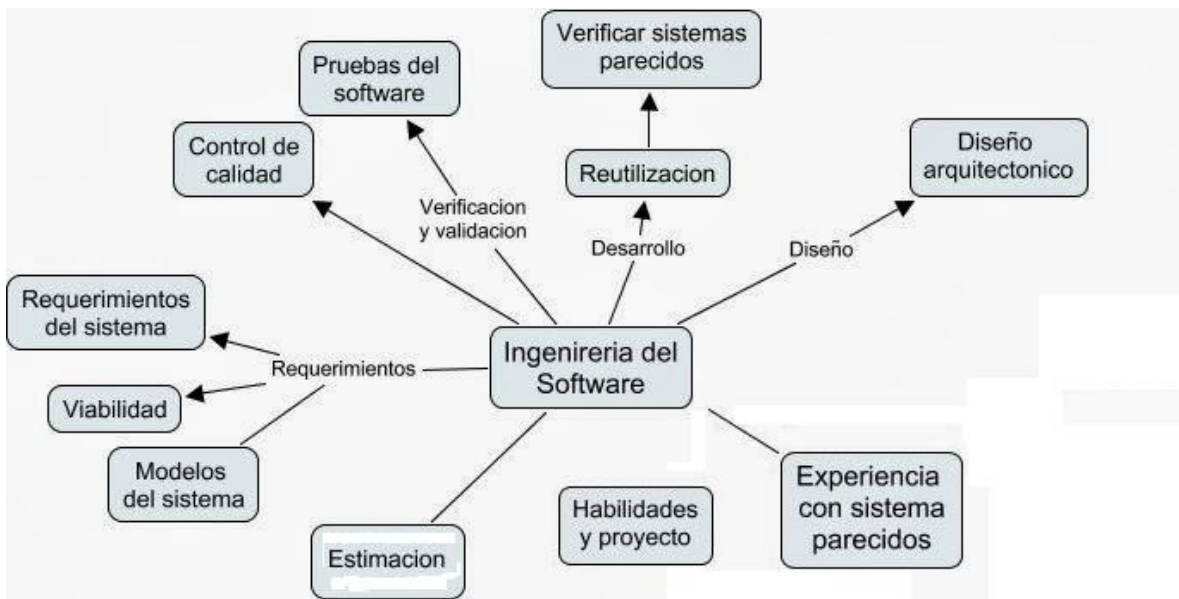 Verificar sistemas
parecidos
Pruebas del
software
Control de
calidad
Reutilizacion
Diseño
arquitectonico
Verificacion
y validacion
Desarrollo
Diseño
Requerimientos
del sistema
Ingenireria del
Software
Requerimientos
Viabilidad
Modelos
del sistema
Estimacion
Habilidades
y proyecto
Experiencia
con sistema
parecidos